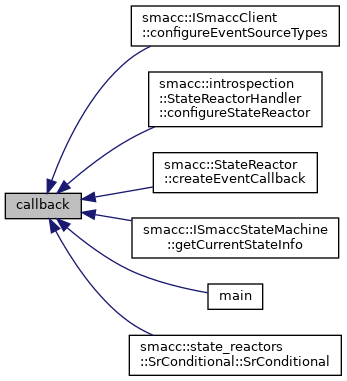 smacc::ISmaccClient
::configureEventSourceTypes
smacc::introspection
::StateReactorHandler
::configureStateReactor
smacc::StateReactor
::createEventCallback
callback
smacc::ISmaccStateMachine
::getCurrentStateInfo
main
smacc::state_reactors
::SrConditional::SrConditional